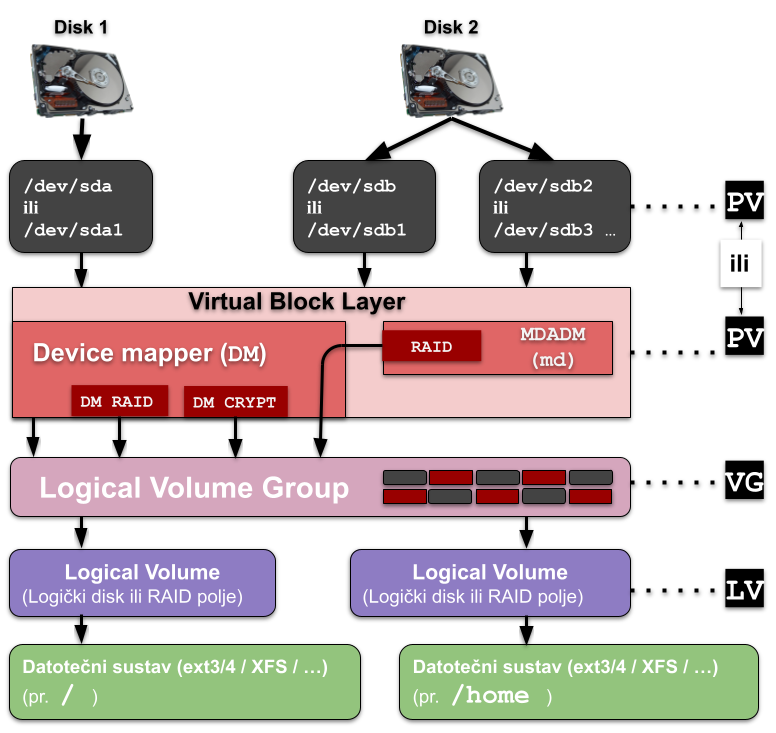 Disk 1
Disk 2
/dev/sda
ili
/dev/sda1
/dev/sdb
ili
/dev/sdb1
/dev/sdb2
ili
/dev/sdb3 ...
PV
ili
PV
Virtual Block Layer
Device mapper (DM)
RAID
MDADM
(md)
DM RAID
DM CRYPT
Logical Volume Group
VG
Logical Volume
(Logički disk ili RAID polje)
Logical Volume
(Logički disk ili RAID polje)
LV
Datotečni sustav (ext3/4 / XFS / …)
(pr. / )
Datotečni sustav (ext3/4 / XFS / …)
(pr. /home )